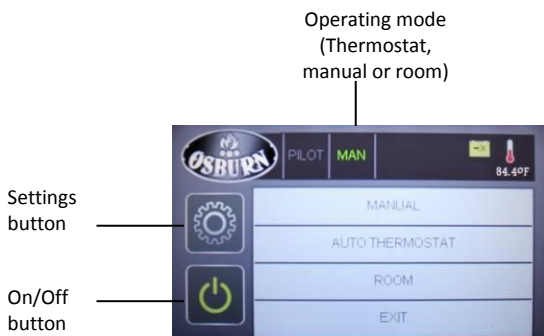 Operating mode
(Thermostat,
manual or room)
OSBURN PILOT MAN
84.4ºF
Settings
button
MANUAL
AUTO THERMOSTAT
ROOM
On/Off
button
EXIT